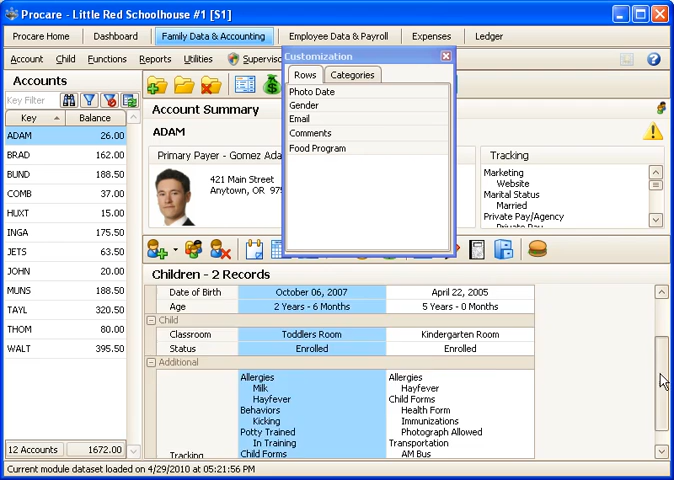 Procare - Little Red Schoolhouse #1 [S1]
Procare Home Dashboard Family Data & Accounting Employee Data & Payroll Expenses Ledger
Account Child Functions Reports Utilities
Customization
Rows Categories
Photo Date
Gender
Email
Comments
Food Program
Accounts
Key Filter
Key Balance
ADAM 26.00
BRAD 162.00
BUND 188.50
COMB 37.00
HUXT 15.00
INGA 175.50
JETS 63.50
JOHN 20.00
MUNS 188.50
TAYL 320.50
THOM 80.00
WALT 395.50
12 Accounts 1672.00
Account Summary
ADAM
Primary Payer - Gomez
421 Main Street
Anytown, OR
Tracking
Marketing
Website
Marital Status
Married
Private Pay/Agency
Children - 2 Records
Date of Birth October 06, 2007 April 22, 2005
Age 2 Years - 6 Months 5 Years - 0 Months
Child
Classroom Toddlers Room Kindergarten Room
Status Enrolled Enrolled
Additional
Allergies Allergies
Milk Hayfever
Hayfever Child Forms
Behaviors Health Form
Kicking Immunizations
Potty Trained Photograph Allowed
In Training Transportation
Tracking Child Forms AM Bus
Current module dataset loaded on 4/29/2010 at 05:21:56 PM